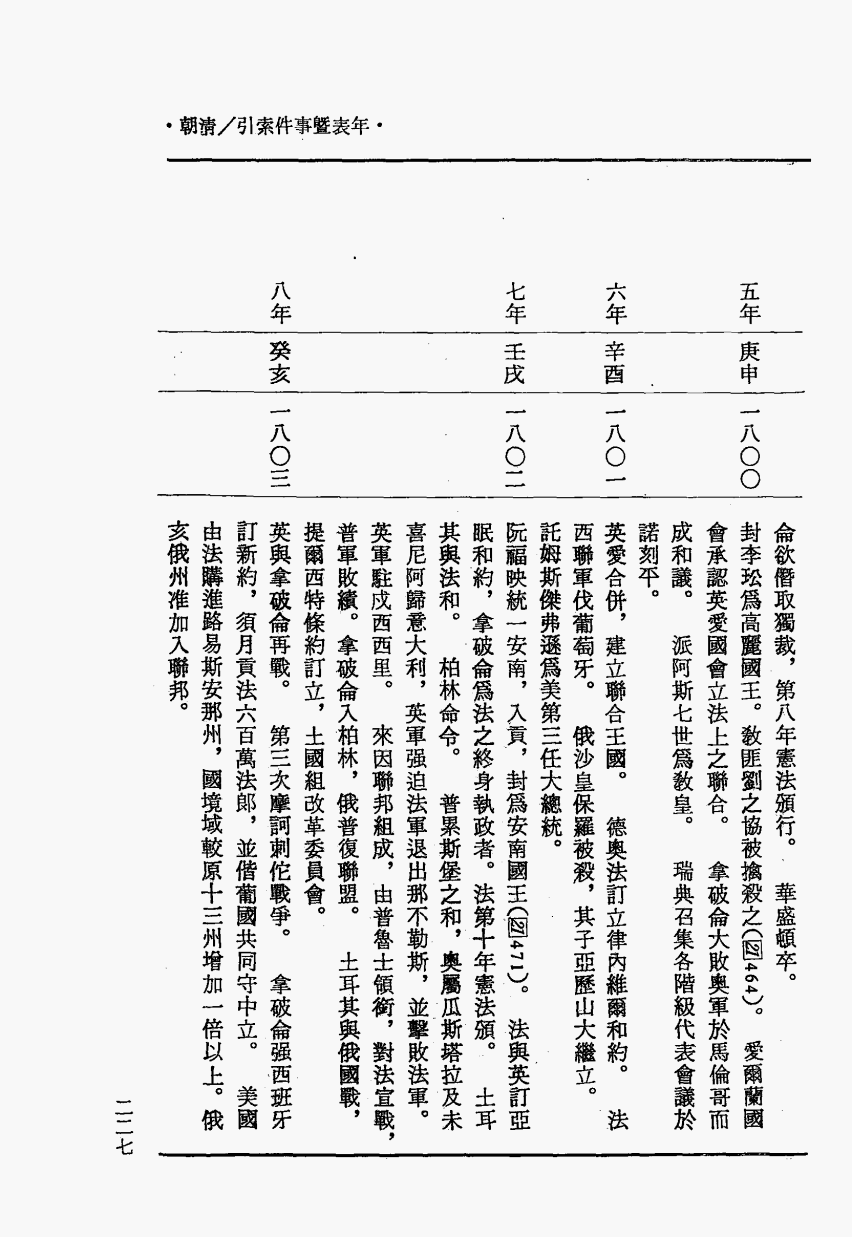 •朝清／引索件事暨表年•
侖欲僭取獨裁，第八年憲法頒行。　華盛頓卒。
五年　庚申　一八〇〇　封李玜爲高麗國王。敎匪劉之協被擒殺之(㉗464)。　愛爾蘭國
會承認英愛國會立法上之聯合。　拿破侖大敗奧軍於馬倫哥而
成和議。　派阿斯七世爲敎皇。　瑞典召集各階級代表會議於
諾刻平。
六年　辛酉　一八〇一　英愛合併，建立聯合王國。　德奧法訂立律內維爾和約。　法
西聯軍伐葡萄牙。　俄沙皇保羅被殺，其子亞歷山大繼立。
託姆斯傑弗遜爲美第三任大總統。
七年　壬戌　一八〇二　阮福映統一安南，入貢，封爲安南國王(㉗471)。　法與英訂亞
眠和約，拿破侖爲法之終身執政者。法第十年憲法頒。　土耳
其與法和。　柏林命令。　普累斯堡之和，奧屬瓜斯塔拉及未
喜尼阿歸意大利，英軍强迫法軍退出那不勒斯，並擊敗法軍。
英軍駐戍西西里。　來因聯邦組成，由普魯士領銜，對法宣戰，
普軍敗績。拿破侖入柏林，俄普復聯盟。　土耳其與俄國戰，
提爾西特條約訂立，土國組改革委員會。
八年　癸亥　一八〇三　英與拿破侖再戰。　第三次摩訶剌佗戰爭。　拿破侖强西班牙
訂新約，須月貢法六百萬法郎，並偕葡國共同守中立。　美國
由法購進路易斯安那州，國境域較原十三州增加一倍以上。俄
亥俄州准加入聯邦。
二二七